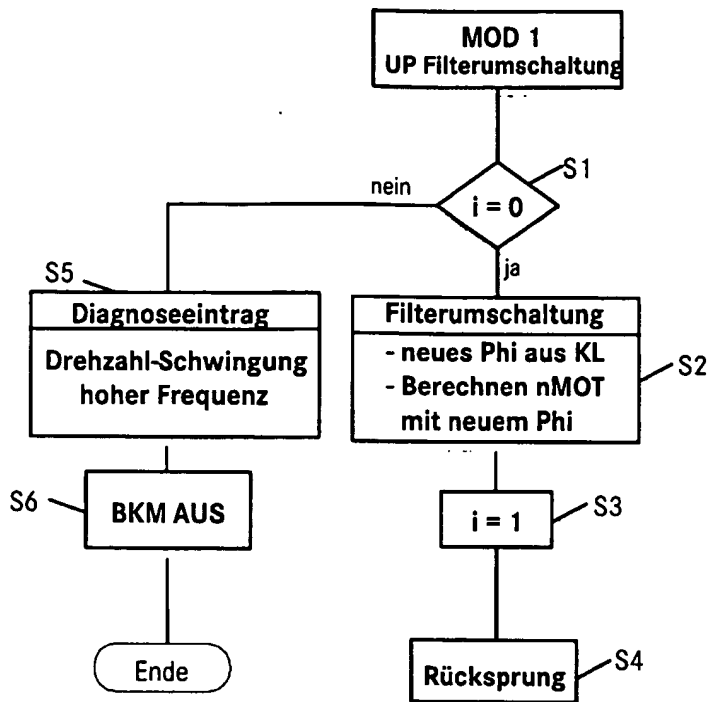 MOD 1
UP Filterumschaltung
S1
nein
i = 0
ja
S5
Diagnoseeintrag
Drehzahl-Schwingung
hoher Frequenz
Filterumschaltung
- neues Phi aus KL
- Berechnen nMOT
mit neuem Phi
S2
S6
BKM AUS
i = 1
S3
Ende
Rücksprung
S4